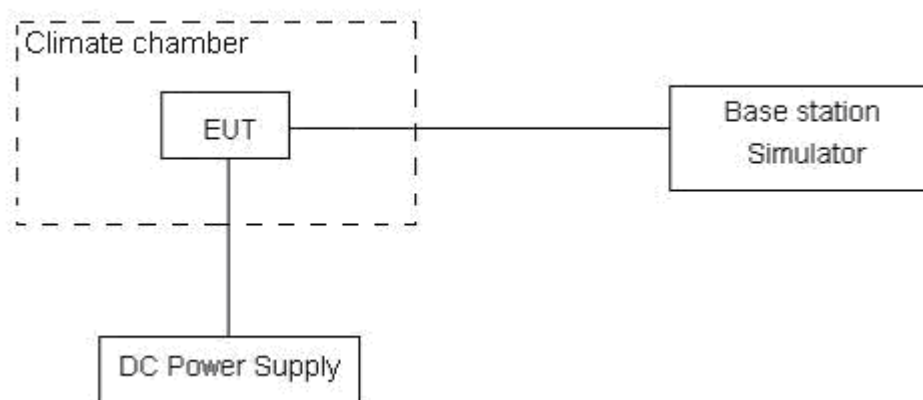 Climate chamber
EUT
Base station
Simulator
DC Power Supply